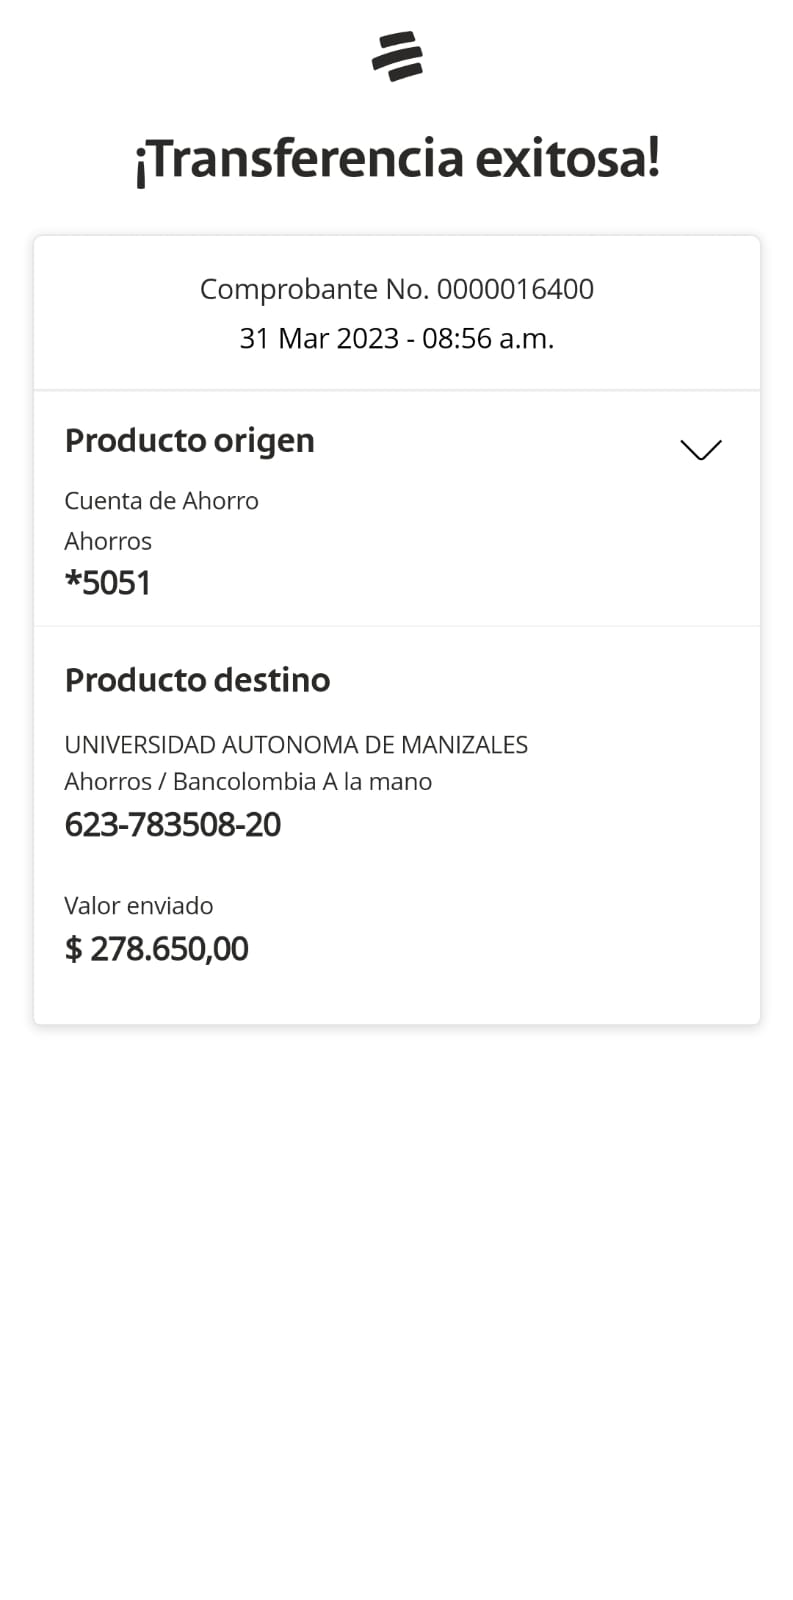 ¡Transferencia exitosa!
Comprobante No. 0000016400
31 Mar 2023 - 08:56 a.m.
Producto origen
Cuenta de Ahorro
Ahorros
*5051
Producto destino
UNIVERSIDAD AUTONOMA DE MANIZALES
Ahorros / Bancolombia A la mano
623-783508-20
Valor enviado
$ 278.650,00